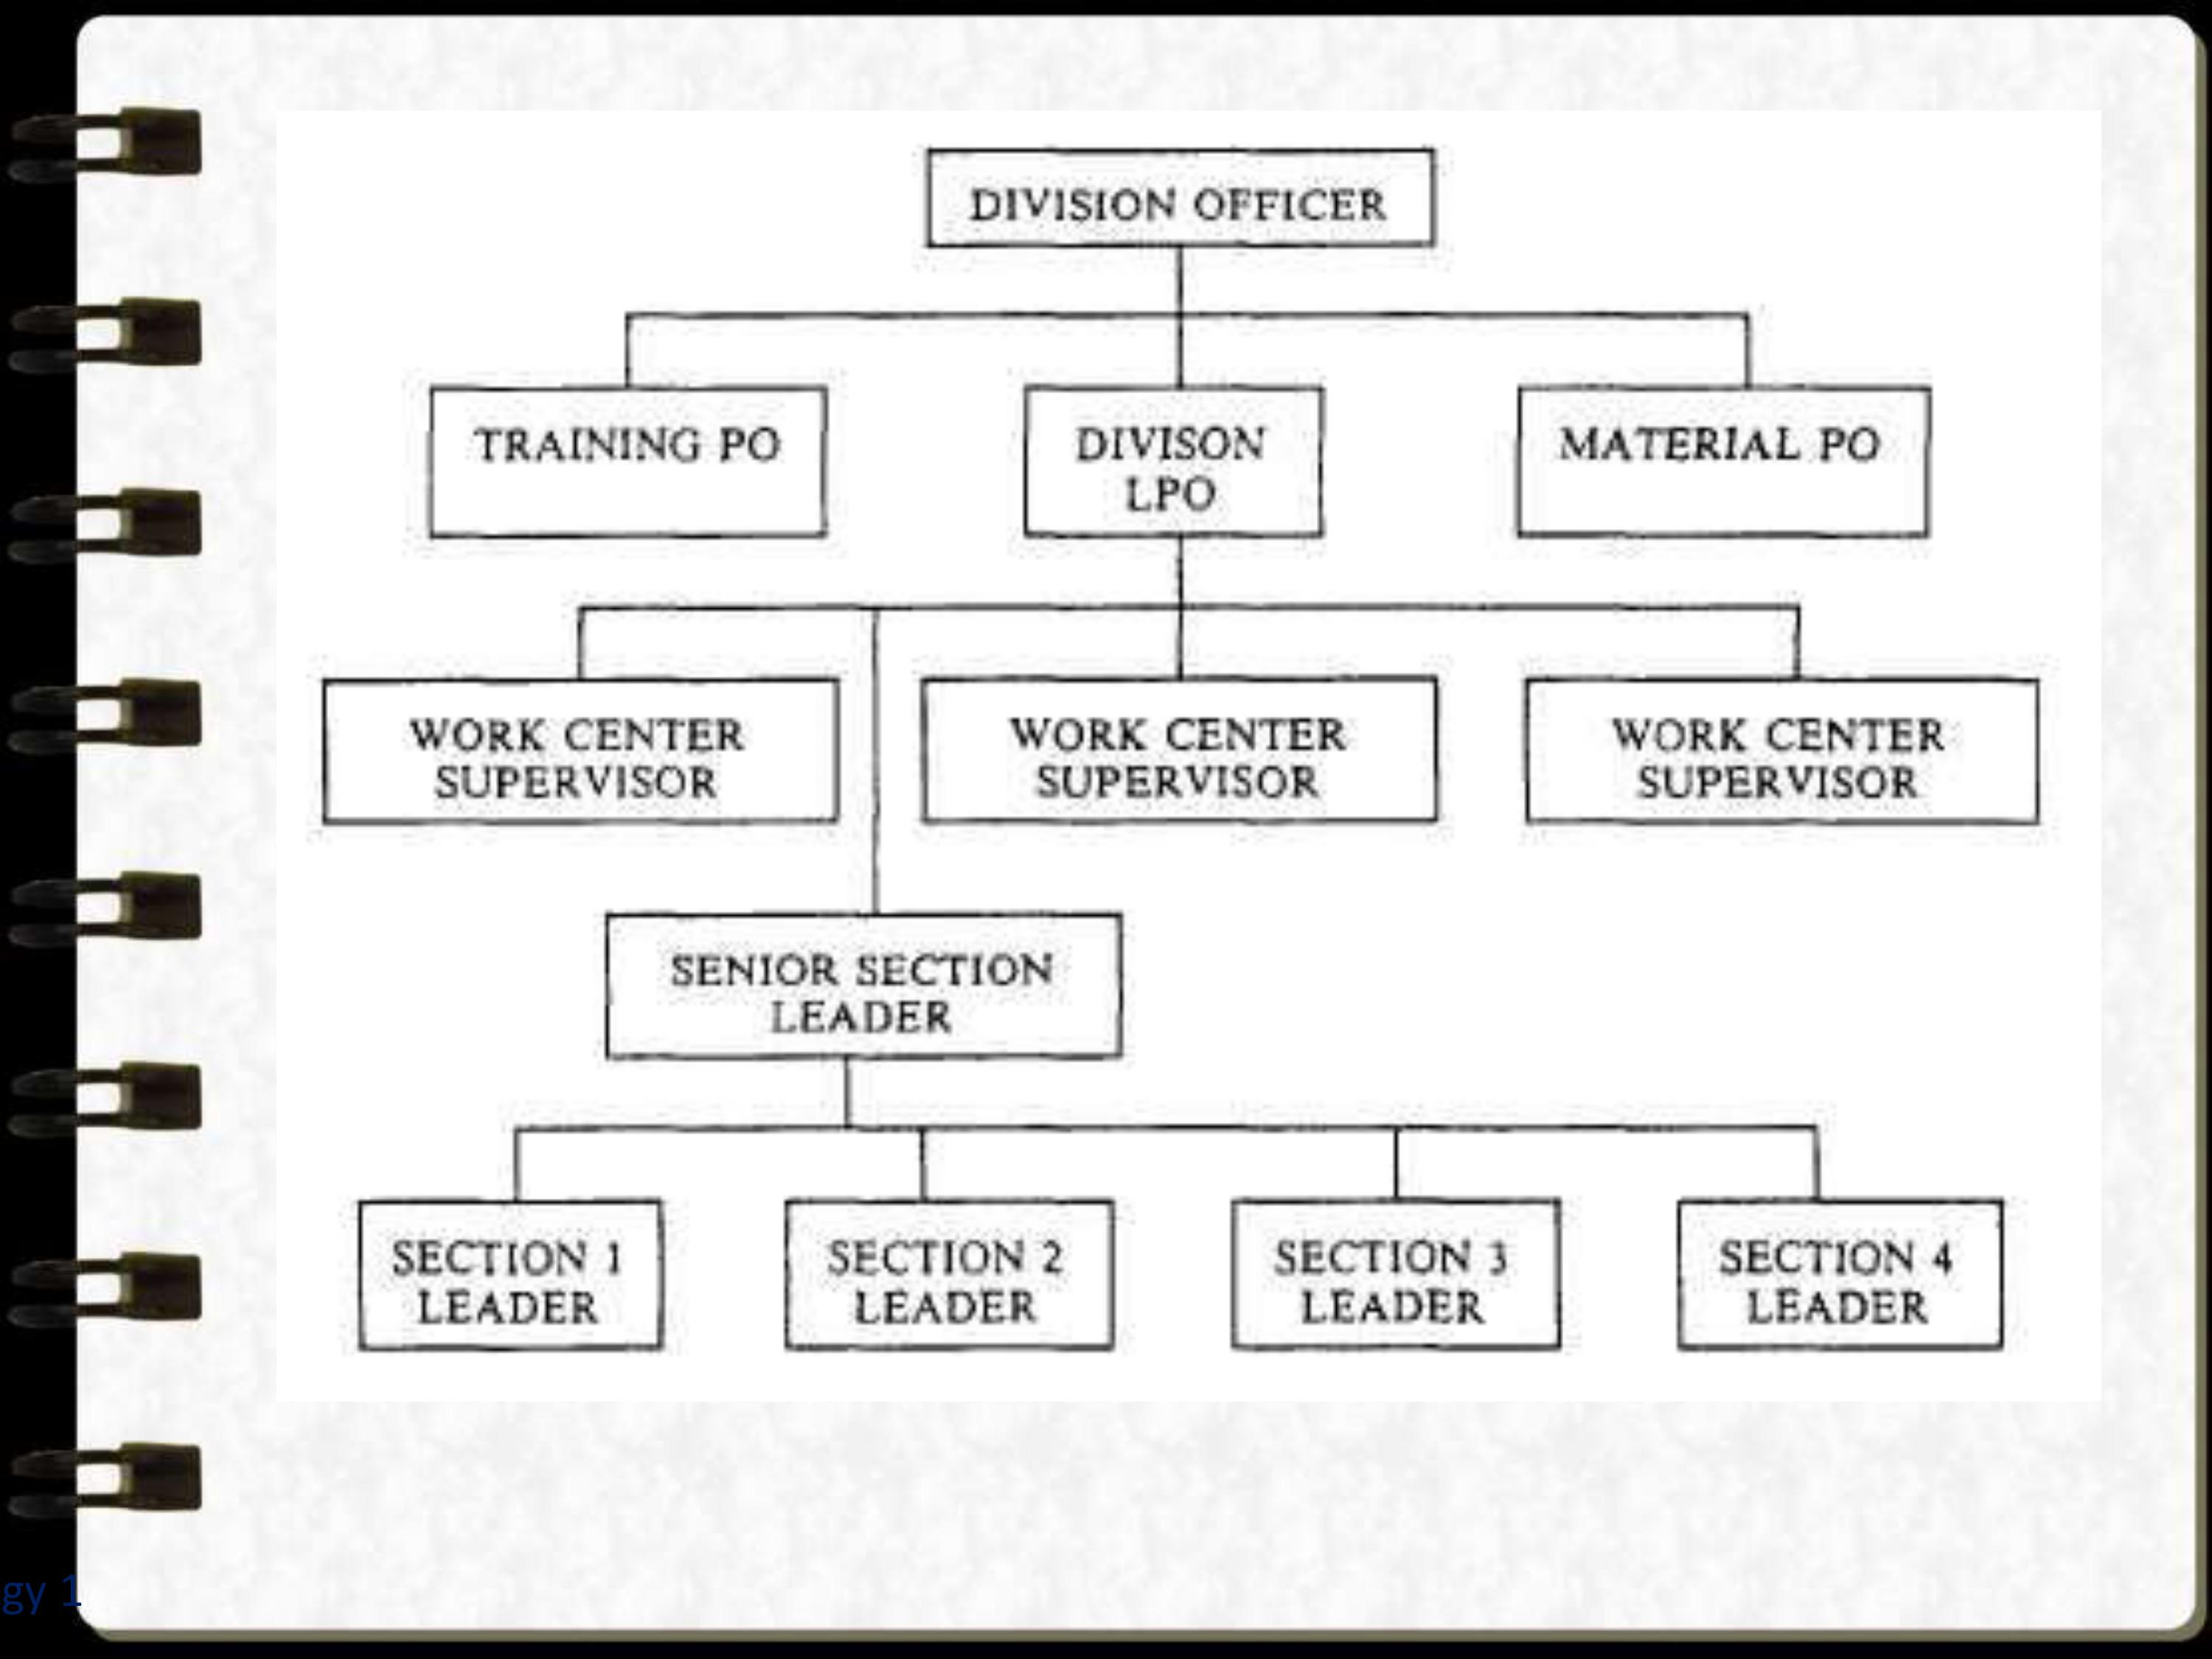 DIVISION OFFICER
TRAINING PO
DIVISON
LPO
MATERIAL PO
WORK CENTER
SUPERVISOR
WORK CENTER
SUPERVISOR
WORK CENTER
SUPERVISOR
SENIOR SECTION
LEADER
SECTION 1
LEADER
SECTION 2
LEADER
SECTION 3
LEADER
SECTION 4
LEADER
gy 1